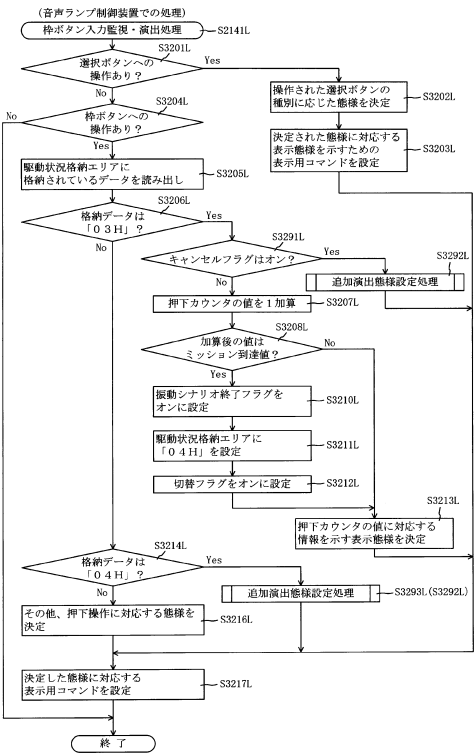 (音声ランプ制御装置での処理)
枠ボタン入力監視・演出処理
S2141L
S3201L
選択ボタンへの
操作あり?
Yes
No
操作された選択ボタンの
種別に応じた態様を決定
S3202L
S3204L
枠ボタンへの
操作あり?
No
Yes
決定された態様に対応する
表示態様を示すための
表示用コマンドを設定
S3203L
駆動状況格納エリアに
格納されているデータを読み出し
S3205L
S3206L
格納データは
「03H」?
Yes
No
S3291L
キャンセルフラグはオン?
Yes
No
S3292L
追加演出態様設定処理
押下カウンタの値を1加算
S3207L
S3208L
加算後の値は
ミッション到達値?
No
Yes
振動シナリオ終了フラグを
オンに設定
S3210L
駆動状況格納エリアに
「04H」を設定
S3211L
切替フラグをオンに設定
S3212L
S3213L
押下カウンタの値に対応する
情報を示す表示態様を決定
S3214L
格納データは
「04H」?
Yes
No
追加演出態様設定処理
S3293L(S3292L)
その他、押下操作に対応する態様を
決定
S3216L
決定した態様に対応する
表示用コマンドを設定
S3217L
終了